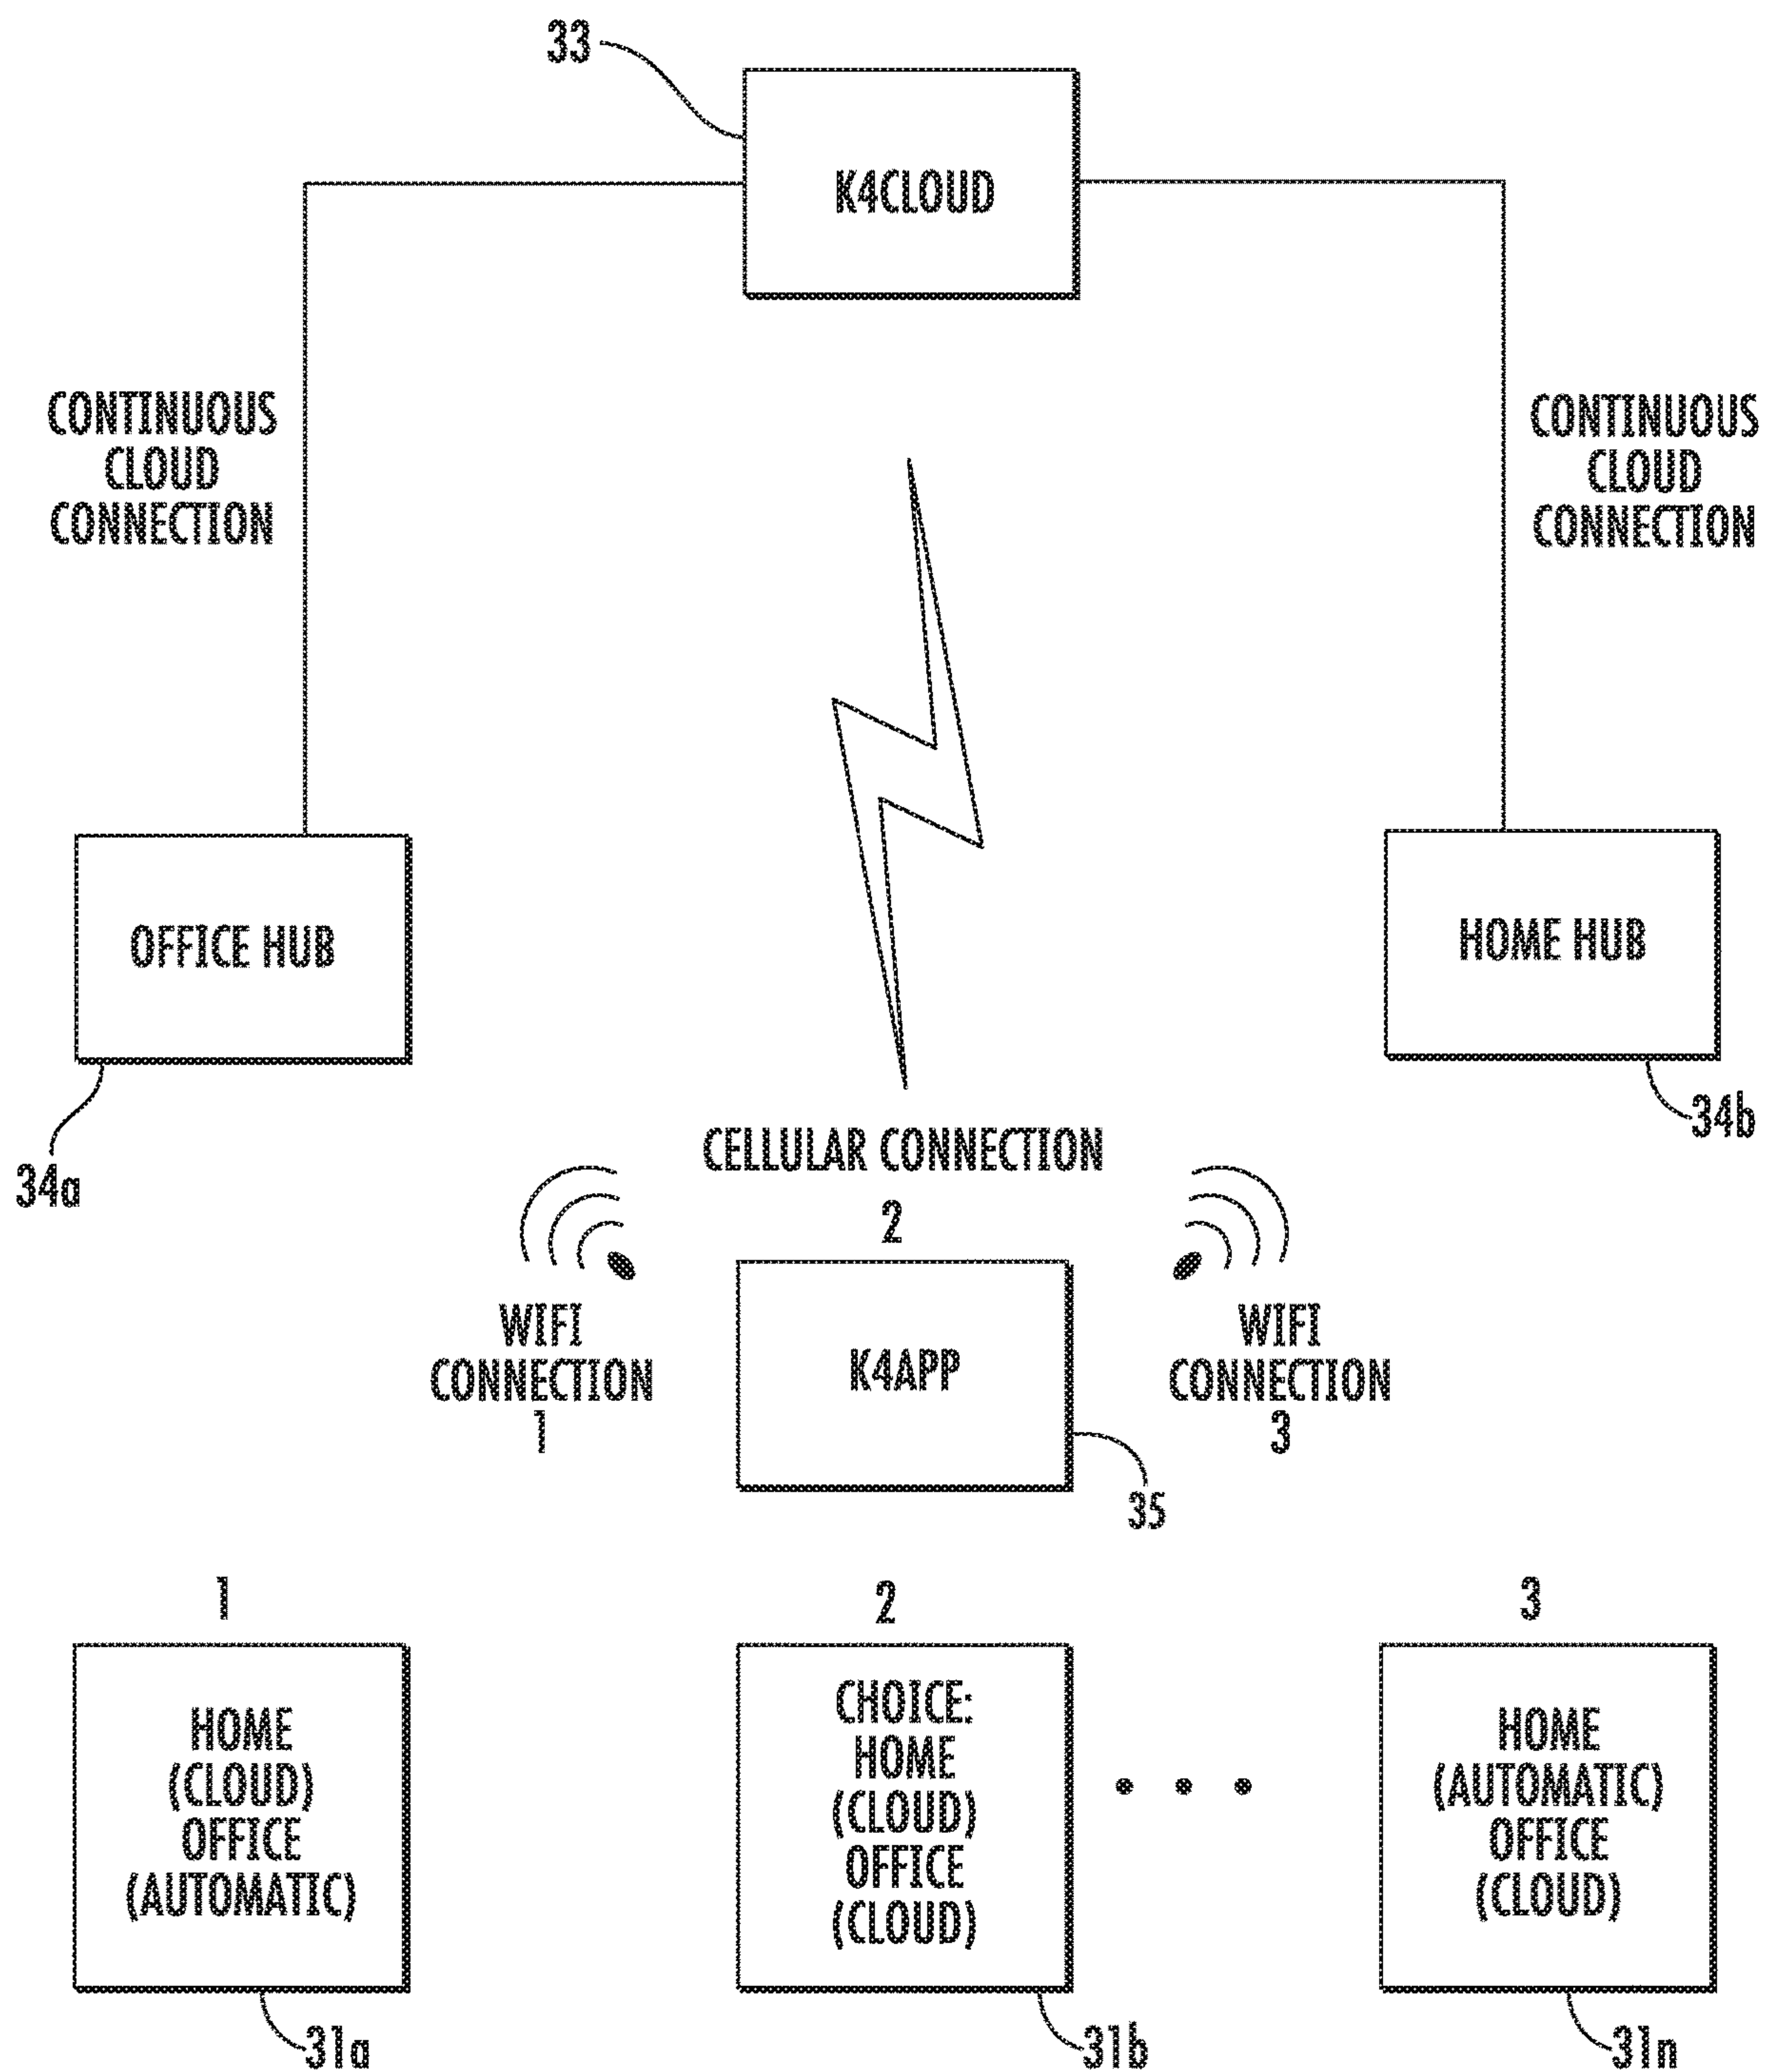 33
K4CLOUD
CONTINUOUS
CLOUD
CONNECTION
CONTINUOUS
CLOUD
CONNECTION
OFFICE HUB
HOME HUB
34a
34b
CELLULAR CONNECTION
2
WIFI
CONNECTION
1
K4APP
WIFI
CONNECTION
3
35
1
HOME
(CLOUD)
OFFICE
(AUTOMATIC)
31a
2
CHOICE:
HOME
(CLOUD)
OFFICE
(CLOUD)
31b
3
HOME
(AUTOMATIC)
OFFICE
(CLOUD)
31n